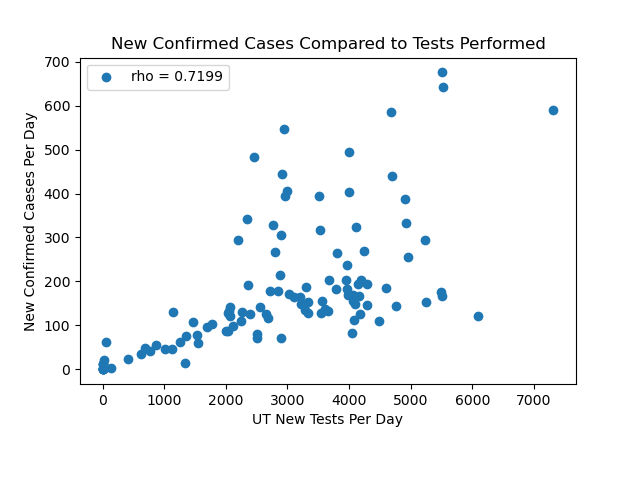 New Confirmed Cases Compared to Tests Performed
rho = 0.7199
New Confirmed Caeses Per Day
700
600
500
400
300
200
100
0
0 1000 2000 3000 4000 5000 6000 7000
UT New Tests Per Day